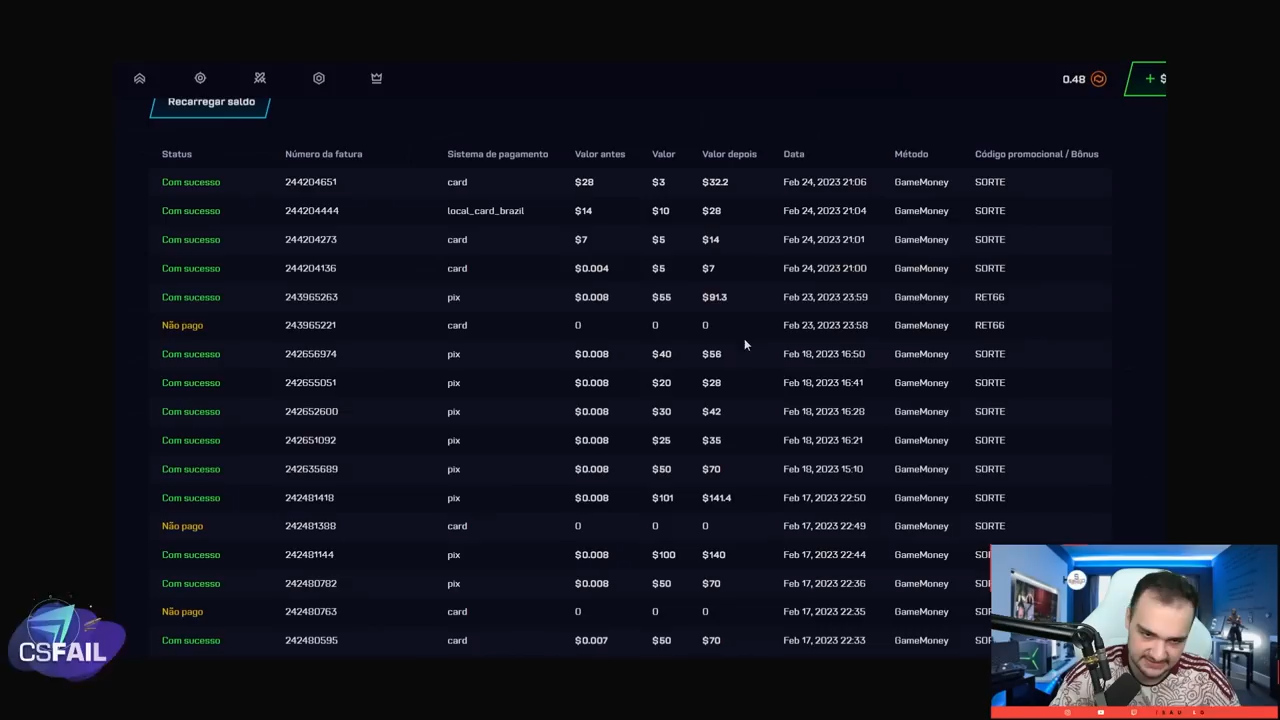 0.48 + $
Recarregar saldo
Status Número da fatura Sistema de pagamento Valor antes Valor Valor depois Data Método Código promocional / Bônus
Com sucesso 244204651 card $28 $3 $32.2 Feb 24, 2023 21:06 GameMoney SORTE
Com sucesso 244204444 local_card_brazil $14 $10 $28 Feb 24, 2023 21:04 GameMoney SORTE
Com sucesso 244204273 card $7 $5 $14 Feb 24, 2023 21:01 GameMoney SORTE
Com sucesso 244204136 card $0.004 $5 $7 Feb 24, 2023 21:00 GameMoney SORTE
Com sucesso 243965263 pix $0.008 $55 $91.3 Feb 23, 2023 23:59 GameMoney RET66
Não pago 243965221 card 0 0 0 Feb 23, 2023 23:58 GameMoney RET66
Com sucesso 242656974 pix $0.008 $40 $56 Feb 18, 2023 16:50 GameMoney SORTE
Com sucesso 242655051 pix $0.008 $20 $28 Feb 18, 2023 16:41 GameMoney SORTE
Com sucesso 242652600 pix $0.008 $30 $42 Feb 18, 2023 16:28 GameMoney SORTE
Com sucesso 242651092 pix $0.008 $25 $35 Feb 18, 2023 16:21 GameMoney SORTE
Com sucesso 242635689 pix $0.008 $50 $70 Feb 18, 2023 15:10 GameMoney SORTE
Com sucesso 242481418 pix $0.008 $101 $141.4 Feb 17, 2023 22:50 GameMoney SORTE
Não pago 242481388 card 0 0 0 Feb 17, 2023 22:49 GameMoney SORTE
Com sucesso 242481144 pix $0.008 $100 $140 Feb 17, 2023 22:44 GameMoney
Com sucesso 242480782 pix $0.008 $50 $70 Feb 17, 2023 22:36 GameMoney
Não pago 242480763 card 0 0 0 Feb 17, 2023 22:35 GameMoney
Com sucesso 242480595 card $0.007 $50 $70 Feb 17, 2023 22:33 GameMoney
CSFAIL